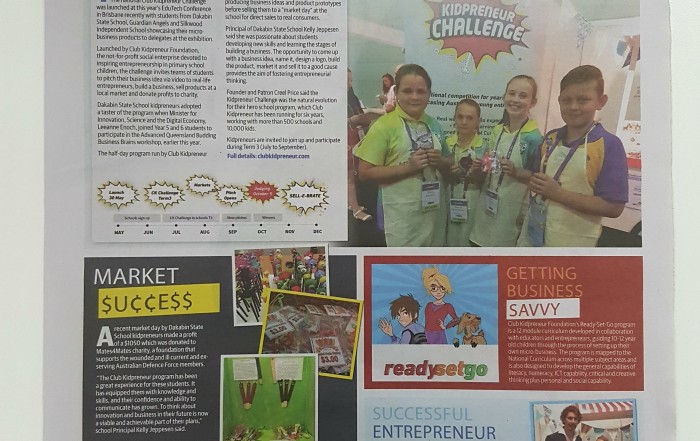 The National Club Kidpreneur Challenge
was launched at this year's EduTech Conference
in Brisbane recently with students from Dakabin
State School, Guardian Angels and Silkwood
Independent School showcasing their micro-
business products to delegates at the exhibition.
Launched by Club Kidpreneur Foundation,
the not-for-profit social enterprise devoted to
inspiring entrepreneurship in primary school
children, the challenge invites teams of students
to pitch their business idea via video to real-life
entrepreneurs, build a business, sell products at a
local market and donate profits to charity.
Dakabin State School kidpreneurs adopted
a taster of the program when Minister for
Innovation, Science and the Digital Economy,
Leeanne Enoch, joined Year 5 and 6 students to
participate in the Advanced Queensland Budding
Business Brains workshop, earlier this year.
The half-day program run by Club Kidpreneur
producing business ideas and product prototypes
before selling them to a "market day" at the
school for direct sales to real consumers.
Principal of Dakabin State School Kelly Jeppesen
said she was passionate about students
developing new skills and learning the stages of
building a business. The opportunity to come up
with a business idea, name it, design a logo, build
the product, market it and sell it to a good cause
provides the aim of fostering entrepreneurial
thinking.
Founder and Patron Creel Price said the
Kidpreneur Challenge was the natural evolution
for their hero school program, which Club
Kidpreneur has been running for six years,
working with more than 500 schools and
10,000 kids.
Kidpreneurs are invited to join up and participate
during Term 3 (July to September).
Full details: clubkidpreneur.com
Launch
30 May
CK Challenge
Term3
Markets
Pitch
Opens
Judging
October
SELL-E-BRATE
Schools sign up
CK Challenge in schools T3
Winners
MAY JUN JUL AUG SEP OCT NOV DEC
KIDPRENEUR
CHALLENGE
MARKET
$U¢¢E$$
A recent market day by Dakabin State
School kidpreneurs made a profit
of a $1050 which was donated to
Mates4Mates charity, a foundation that
supports the wounded and ill current and ex-
serving Australian Defence Force members.
"The Club Kidpreneur program has been
a great experience for these students. It
has equipped them with knowledge and
skills, and their confidence and ability to
communicate has grown. To think about
innovation and business in their future is now
a viable and achievable part of their plans,"
school Principal Kelly Jeppesen said.
$3.00
readysetgo
GETTING
BUSINESS
SAVVY
Club Kidpreneur Foundation's Ready-Set-Go program
is a 12 module curriculum developed in collaboration
with educators and entrepreneurs, guiding 10-12 year
old children through the process of setting up their
own micro-business. The program is mapped to the
National Curriculum across multiple subject areas and
is also designed to develop the general capabilities of
literacy, numeracy, ICT capability, critical and creative
thinking plus personal and social capability.
SUCCESSFUL
ENTREPRENEUR